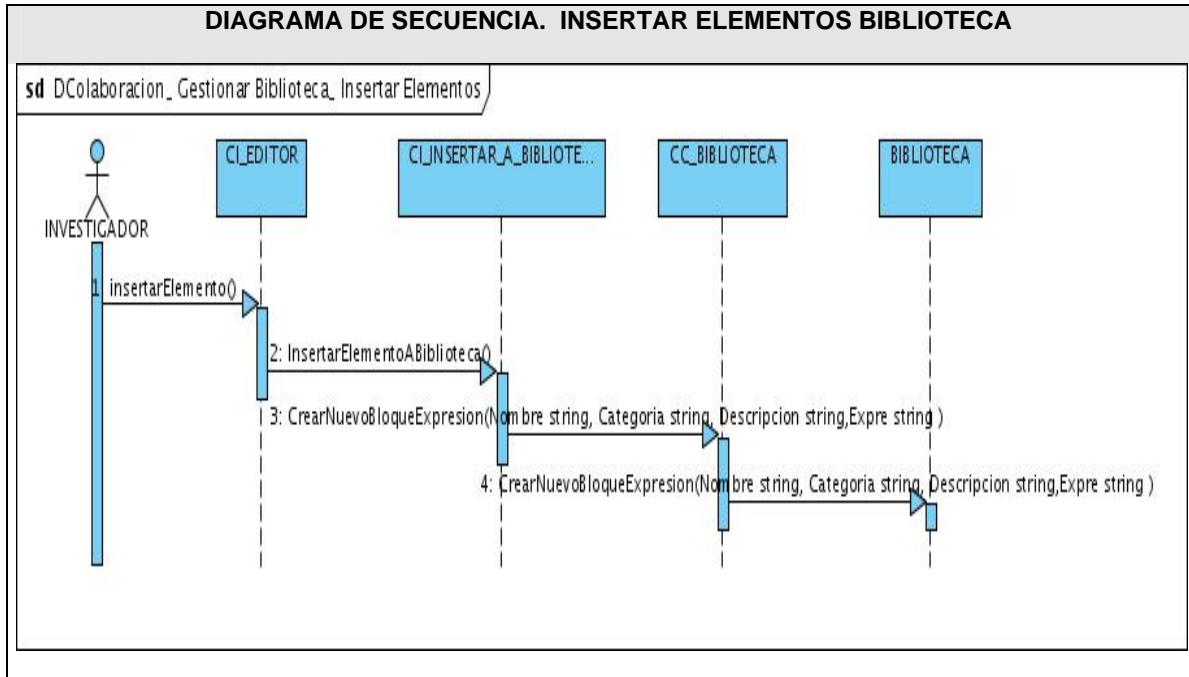 DIAGRAMA DE SECUENCIA. INSERTAR ELEMENTOS BIBLIOTECA
sd DColaboracion_ Gestionar Biblioteca_ Insertar Elementos
CI_EDITOR
CI_INSERTAR_A_BIBLIOTE...
CC_BIBLIOTECA
BIBLIOTECA
INVESTIGADOR
1 insertarElemento()
2: InsertarElementoABiblioteca()
3: CrearNuevoBloqueExpresion(Nombre string, Categoria string, Descripcion string,Expre string )
4: CrearNuevoBloqueExpresion(Nombre string, Categoria string, Descripcion string,Expre string )